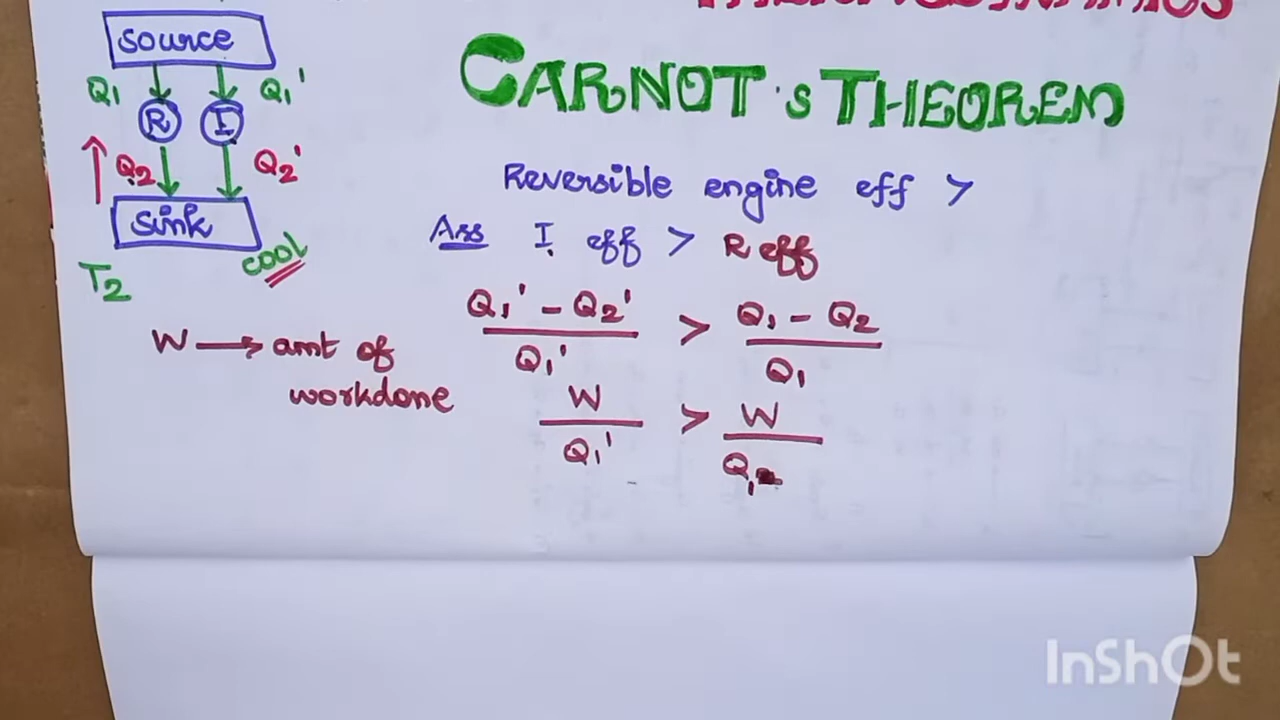 Source
Q₁ Q₁'
R I
Q₂ Q₂'
Sink
T₂ cool
CARNOT'S THEOREM
Reversible engine eff >
Ass I eff > R eff
Q₁' - Q₂' / Q₁' > Q₁ - Q₂ / Q₁
W → amt of
workdone
W / Q₁' > W / Q₁
InShOt